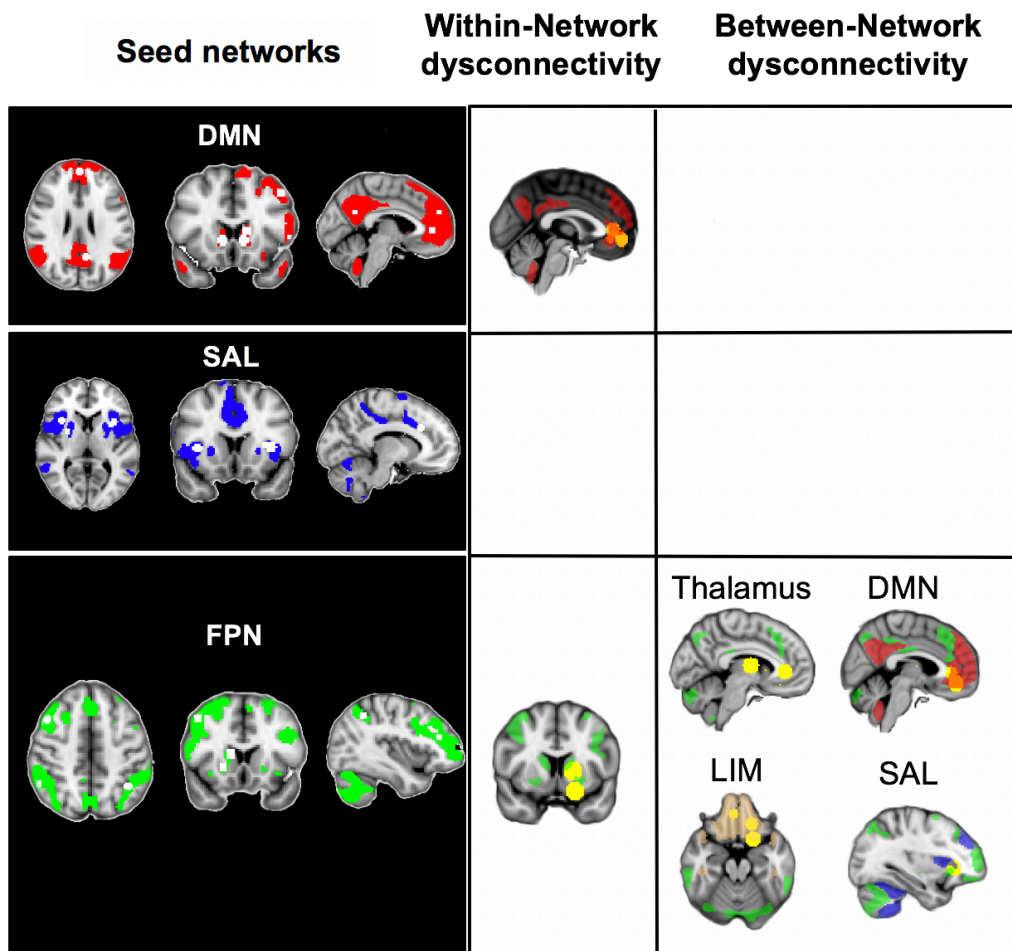 Seed networks
Within-Network
dysconnectivity
Between-Network
dysconnectivity
DMN
SAL
FPN
Thalamus
DMN
LIM
SAL